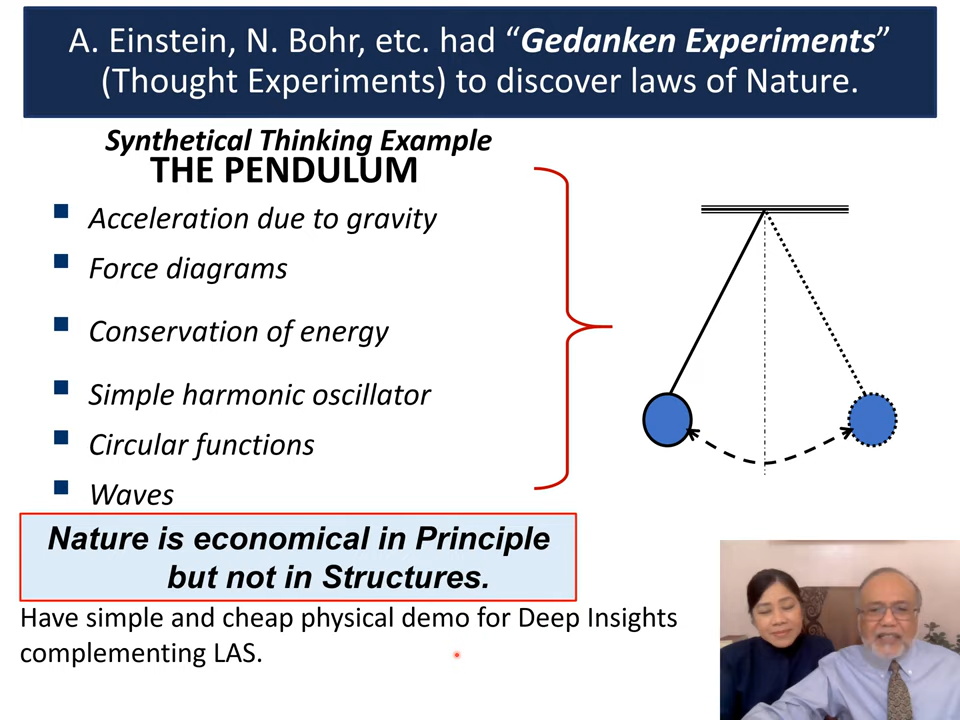 A. Einstein, N. Bohr, etc. had “Gedanken Experiments”
(Thought Experiments) to discover laws of Nature.
Synthetical Thinking Example
THE PENDULUM
Acceleration due to gravity
Force diagrams
Conservation of energy
Simple harmonic oscillator
Circular functions
Waves
Nature is economical in Principle
but not in Structures.
Have simple and cheap physical demo for Deep Insights
complementing LAS.